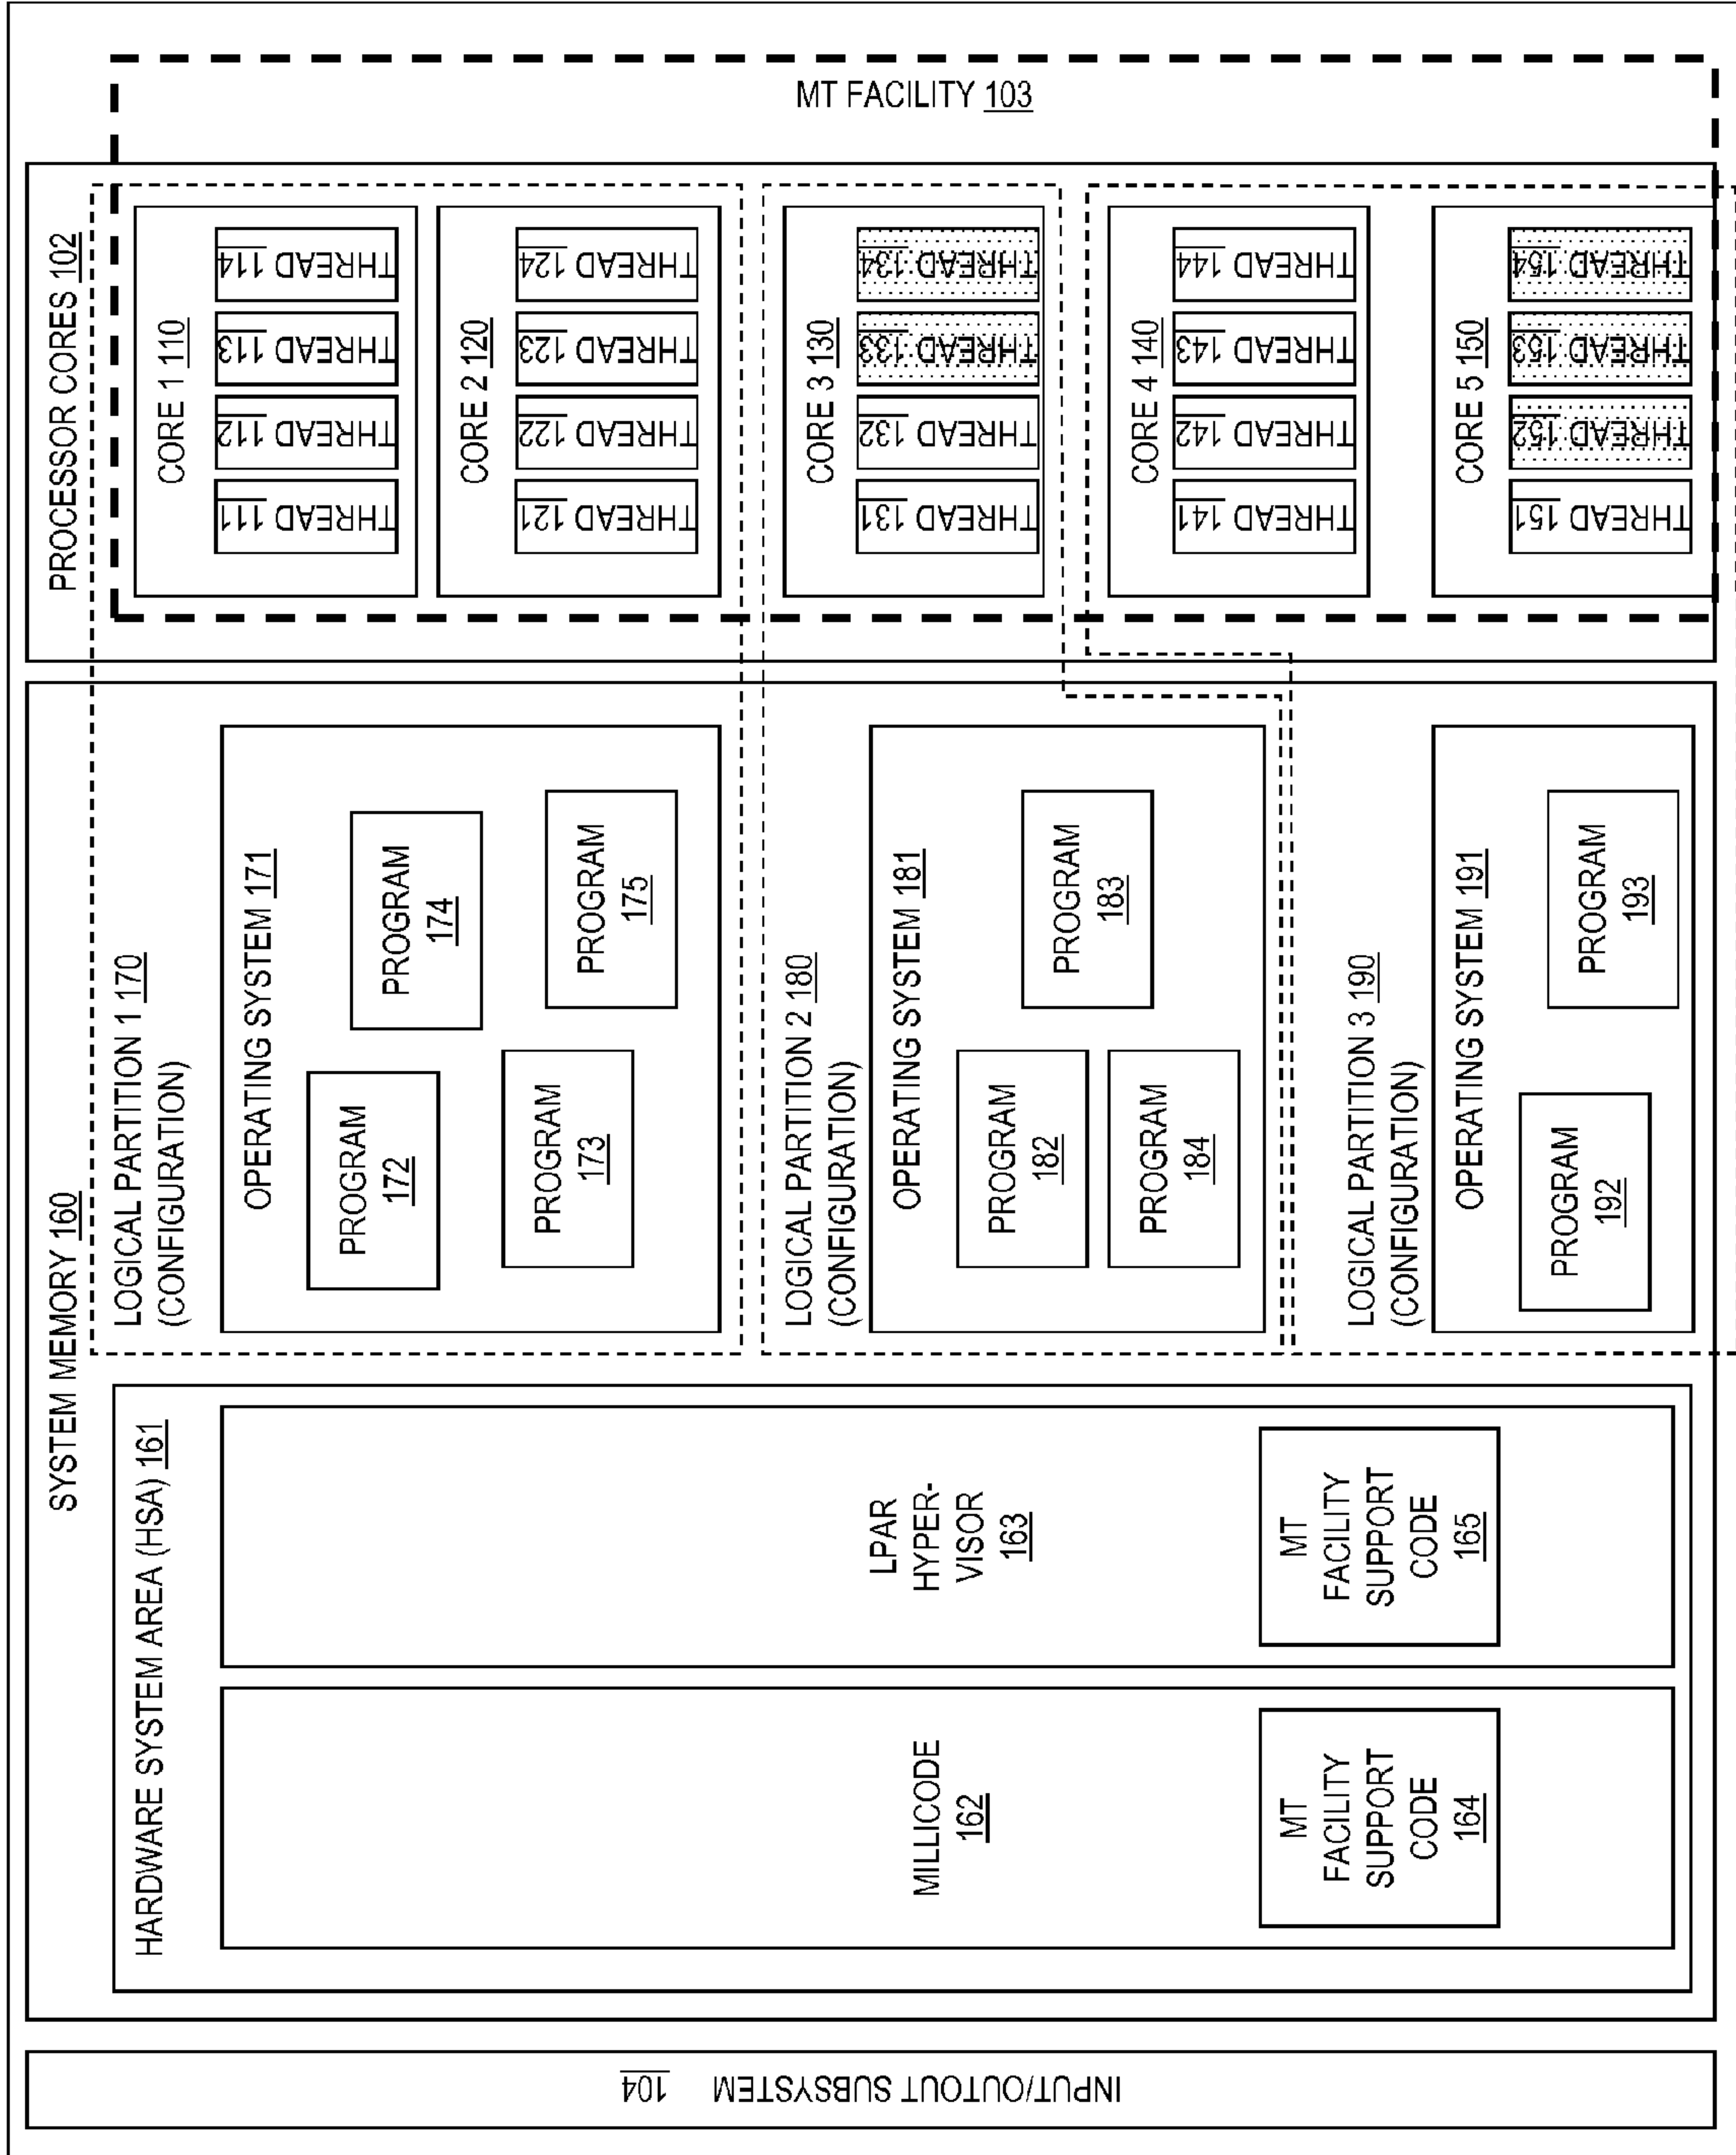 PROCESSOR CORES 102
MT FACILITY 103
CORE 1 110
THREAD 111
THREAD 112
THREAD 113
THREAD 114
CORE 2 120
THREAD 121
THREAD 122
THREAD 123
THREAD 124
CORE 3 130
THREAD 131
THREAD 132
THREAD 133
THREAD 134
CORE 4 140
THREAD 141
THREAD 142
THREAD 143
THREAD 144
CORE 5 150
THREAD 151
THREAD 152
THREAD 153
THREAD 154
SYSTEM MEMORY 160
LOGICAL PARTITION 1 170
(CONFIGURATION)
OPERATING SYSTEM 171
PROGRAM
172
PROGRAM
174
PROGRAM
173
PROGRAM
175
LOGICAL PARTITION 2 180
(CONFIGURATION)
OPERATING SYSTEM 181
PROGRAM
182
PROGRAM
183
PROGRAM
184
LOGICAL PARTITION 3 190
(CONFIGURATION)
OPERATING SYSTEM 191
PROGRAM
192
PROGRAM
193
HARDWARE SYSTEM AREA (HSA) 161
LPAR
HYPER-
VISOR
163
MT
FACILITY
SUPPORT
CODE
165
MILLICODE
162
MT
FACILITY
SUPPORT
CODE
164
INPUT/OUTOUT SUBSYSTEM 104